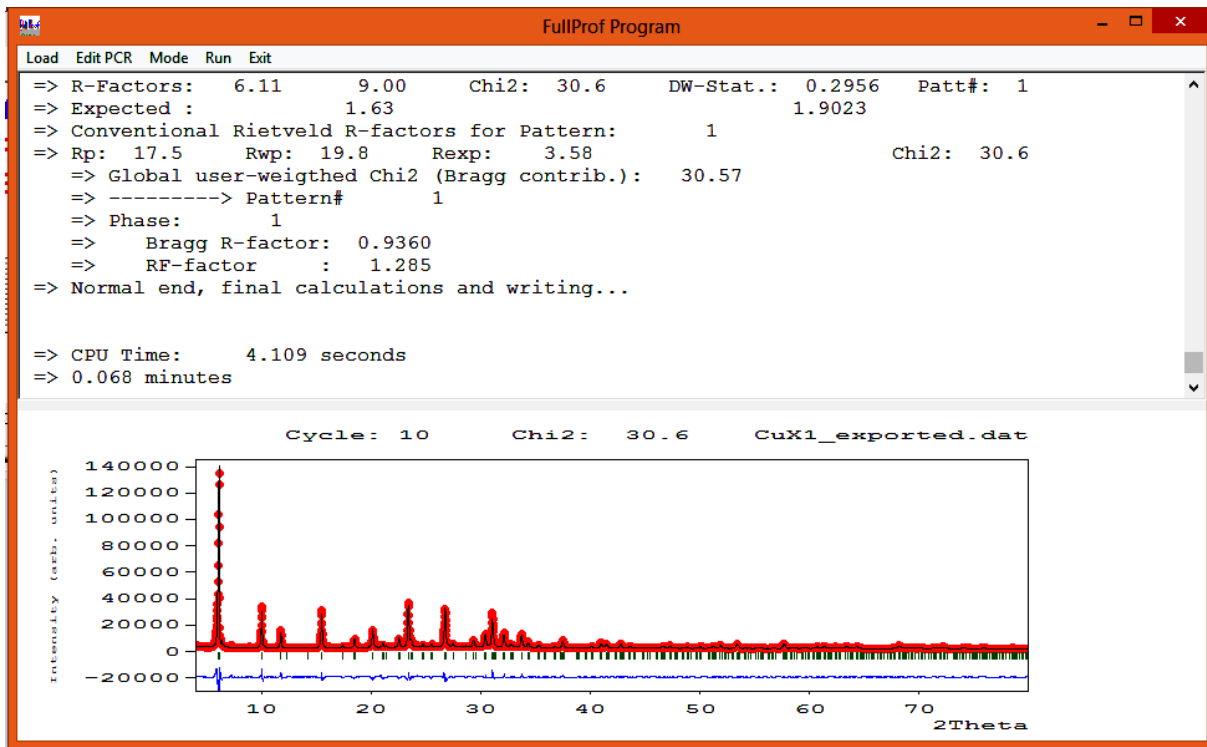 FullProf Program
Load Edit PCR Mode Run Exit
=> R-Factors: 6.11 9.00 Chi2: 30.6 DW-Stat.: 0.2956 Patt#: 1
=> Expected : 1.63 1.9023
=> Conventional Rietveld R-factors for Pattern: 1
=> Rp: 17.5 Rwp: 19.8 Rexp: 3.58 Chi2: 30.6
=> Global user-weigthed Chi2 (Bragg contrib.): 30.57
=> ---------> Pattern# 1
=> Phase: 1
=> Bragg R-factor: 0.9360
=> RF-factor : 1.285
=> Normal end, final calculations and writing...
=> CPU Time: 4.109 seconds
=> 0.068 minutes
Cycle: 10 Chi2: 30.6 CuX1_exported.dat
Intensity (arb. units)
140000
120000
100000
80000
60000
40000
20000
0
-20000
10 20 30 40 50 60 70
2Theta